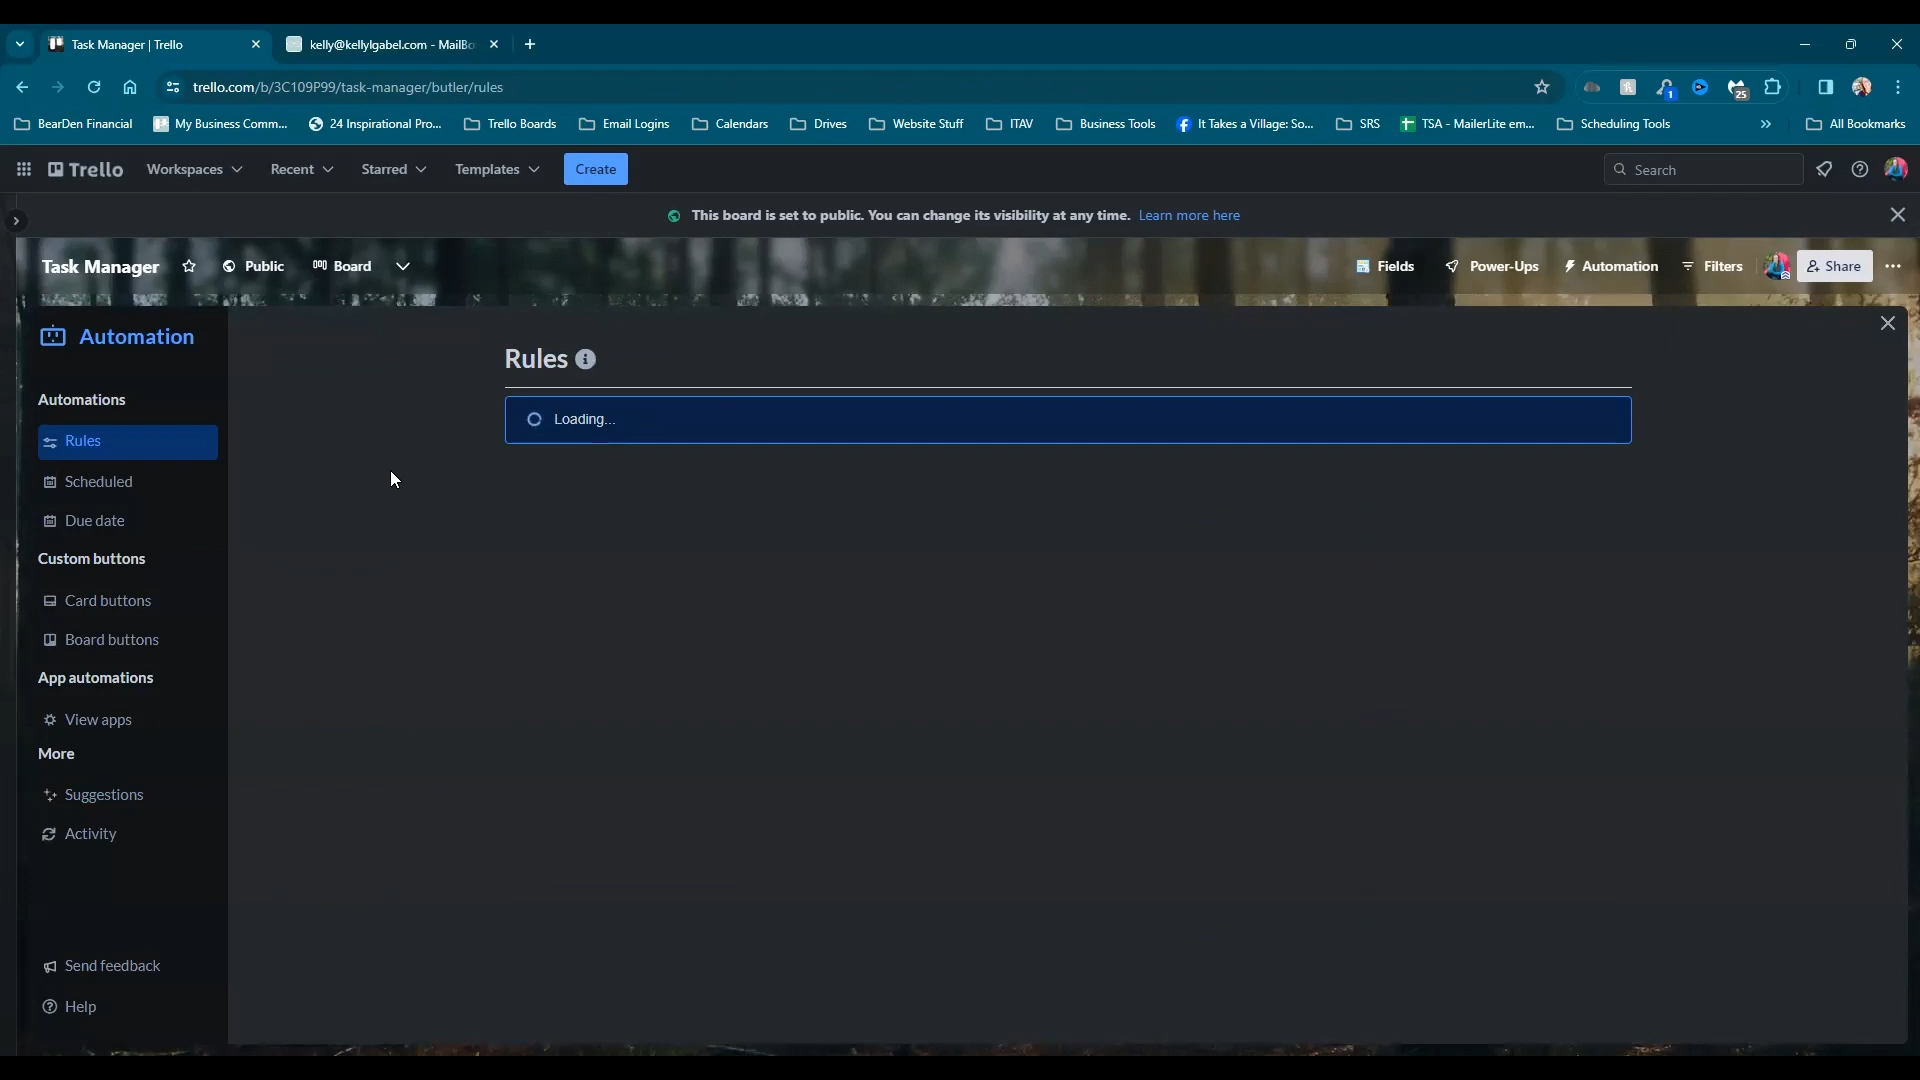 Task Manager | Trello
kelly@kellylgabel.com - MailBo
trello.com/b/3C109P99/task-manager/butler/rules
1
25
BearDen Financial
My Business Comm...
24 Inspirational Pro...
Trello Boards
Email Logins
Calendars
Drives
Website Stuff
ITAV
Business Tools
It Takes a Village: So...
SRS
TSA - MailerLite em...
Scheduling Tools
»
All Bookmarks
Trello
Workspaces
Recent
Starred
Templates
Create
Search
This board is set to public. You can change its visibility at any time. Learn more here
Task Manager
Public
Board
Fields
Power-Ups
Automation
Filters
Share
Automation
Rules
Automations
Loading...
Rules
Scheduled
Due date
Custom buttons
Card buttons
Board buttons
App automations
View apps
More
Suggestions
Activity
Send feedback
Help